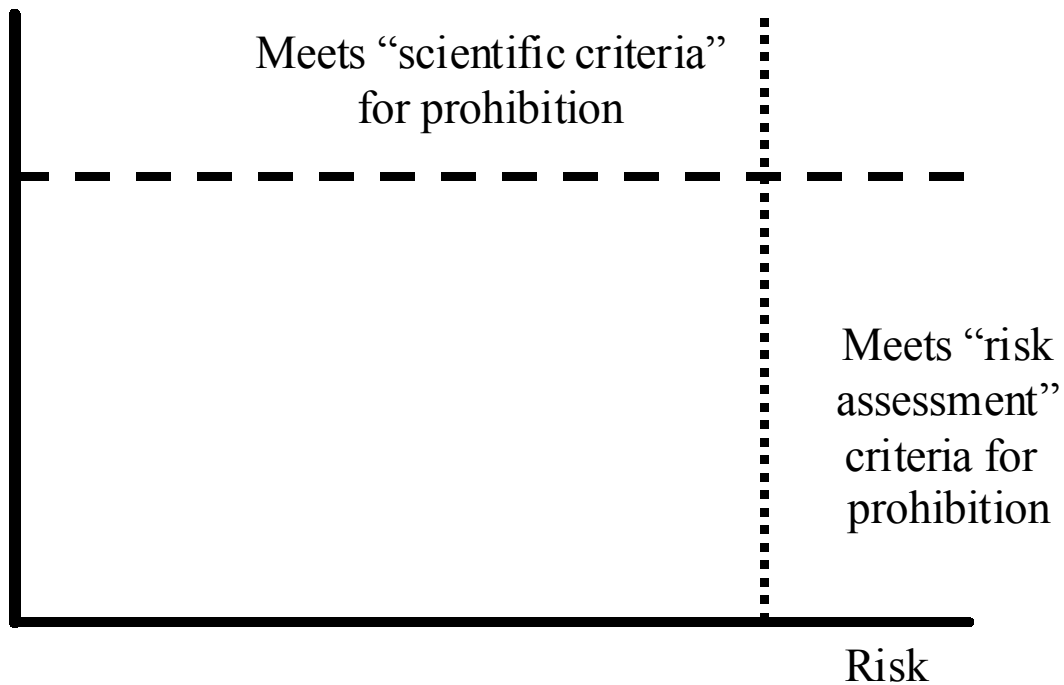 Meets “scientific criteria”
for prohibition
Meets “risk
assessment”
criteria for
prohibition
Risk